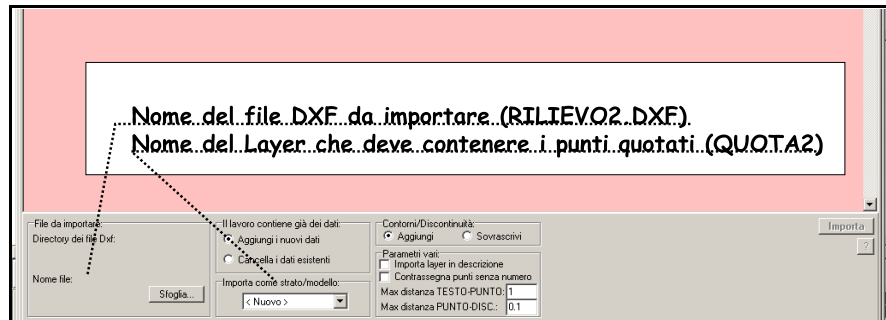 Nome del file DXF da importare (RILIEVO2.DXF)
Nome del Layer che deve contenere i punti quotati (QUOTA2)
File da importare:
Directory dei file Dxf:
Nome file:
Sfoglia...
Il lavoro contiene già dei dati:
Aggiungi i nuovi dati
Cancella i dati esistenti
Importa come strato/modello:
< Nuovo >
Contorni/Discontinuità:
Aggiungi Sovrascrivi
Parametri vari:
Importa layer in descrizione
Contrassegna punti senza numero
Max distanza TESTO-PUNTO: 1
Max distanza PUNTO-DISC.: 0.1
Importa
?